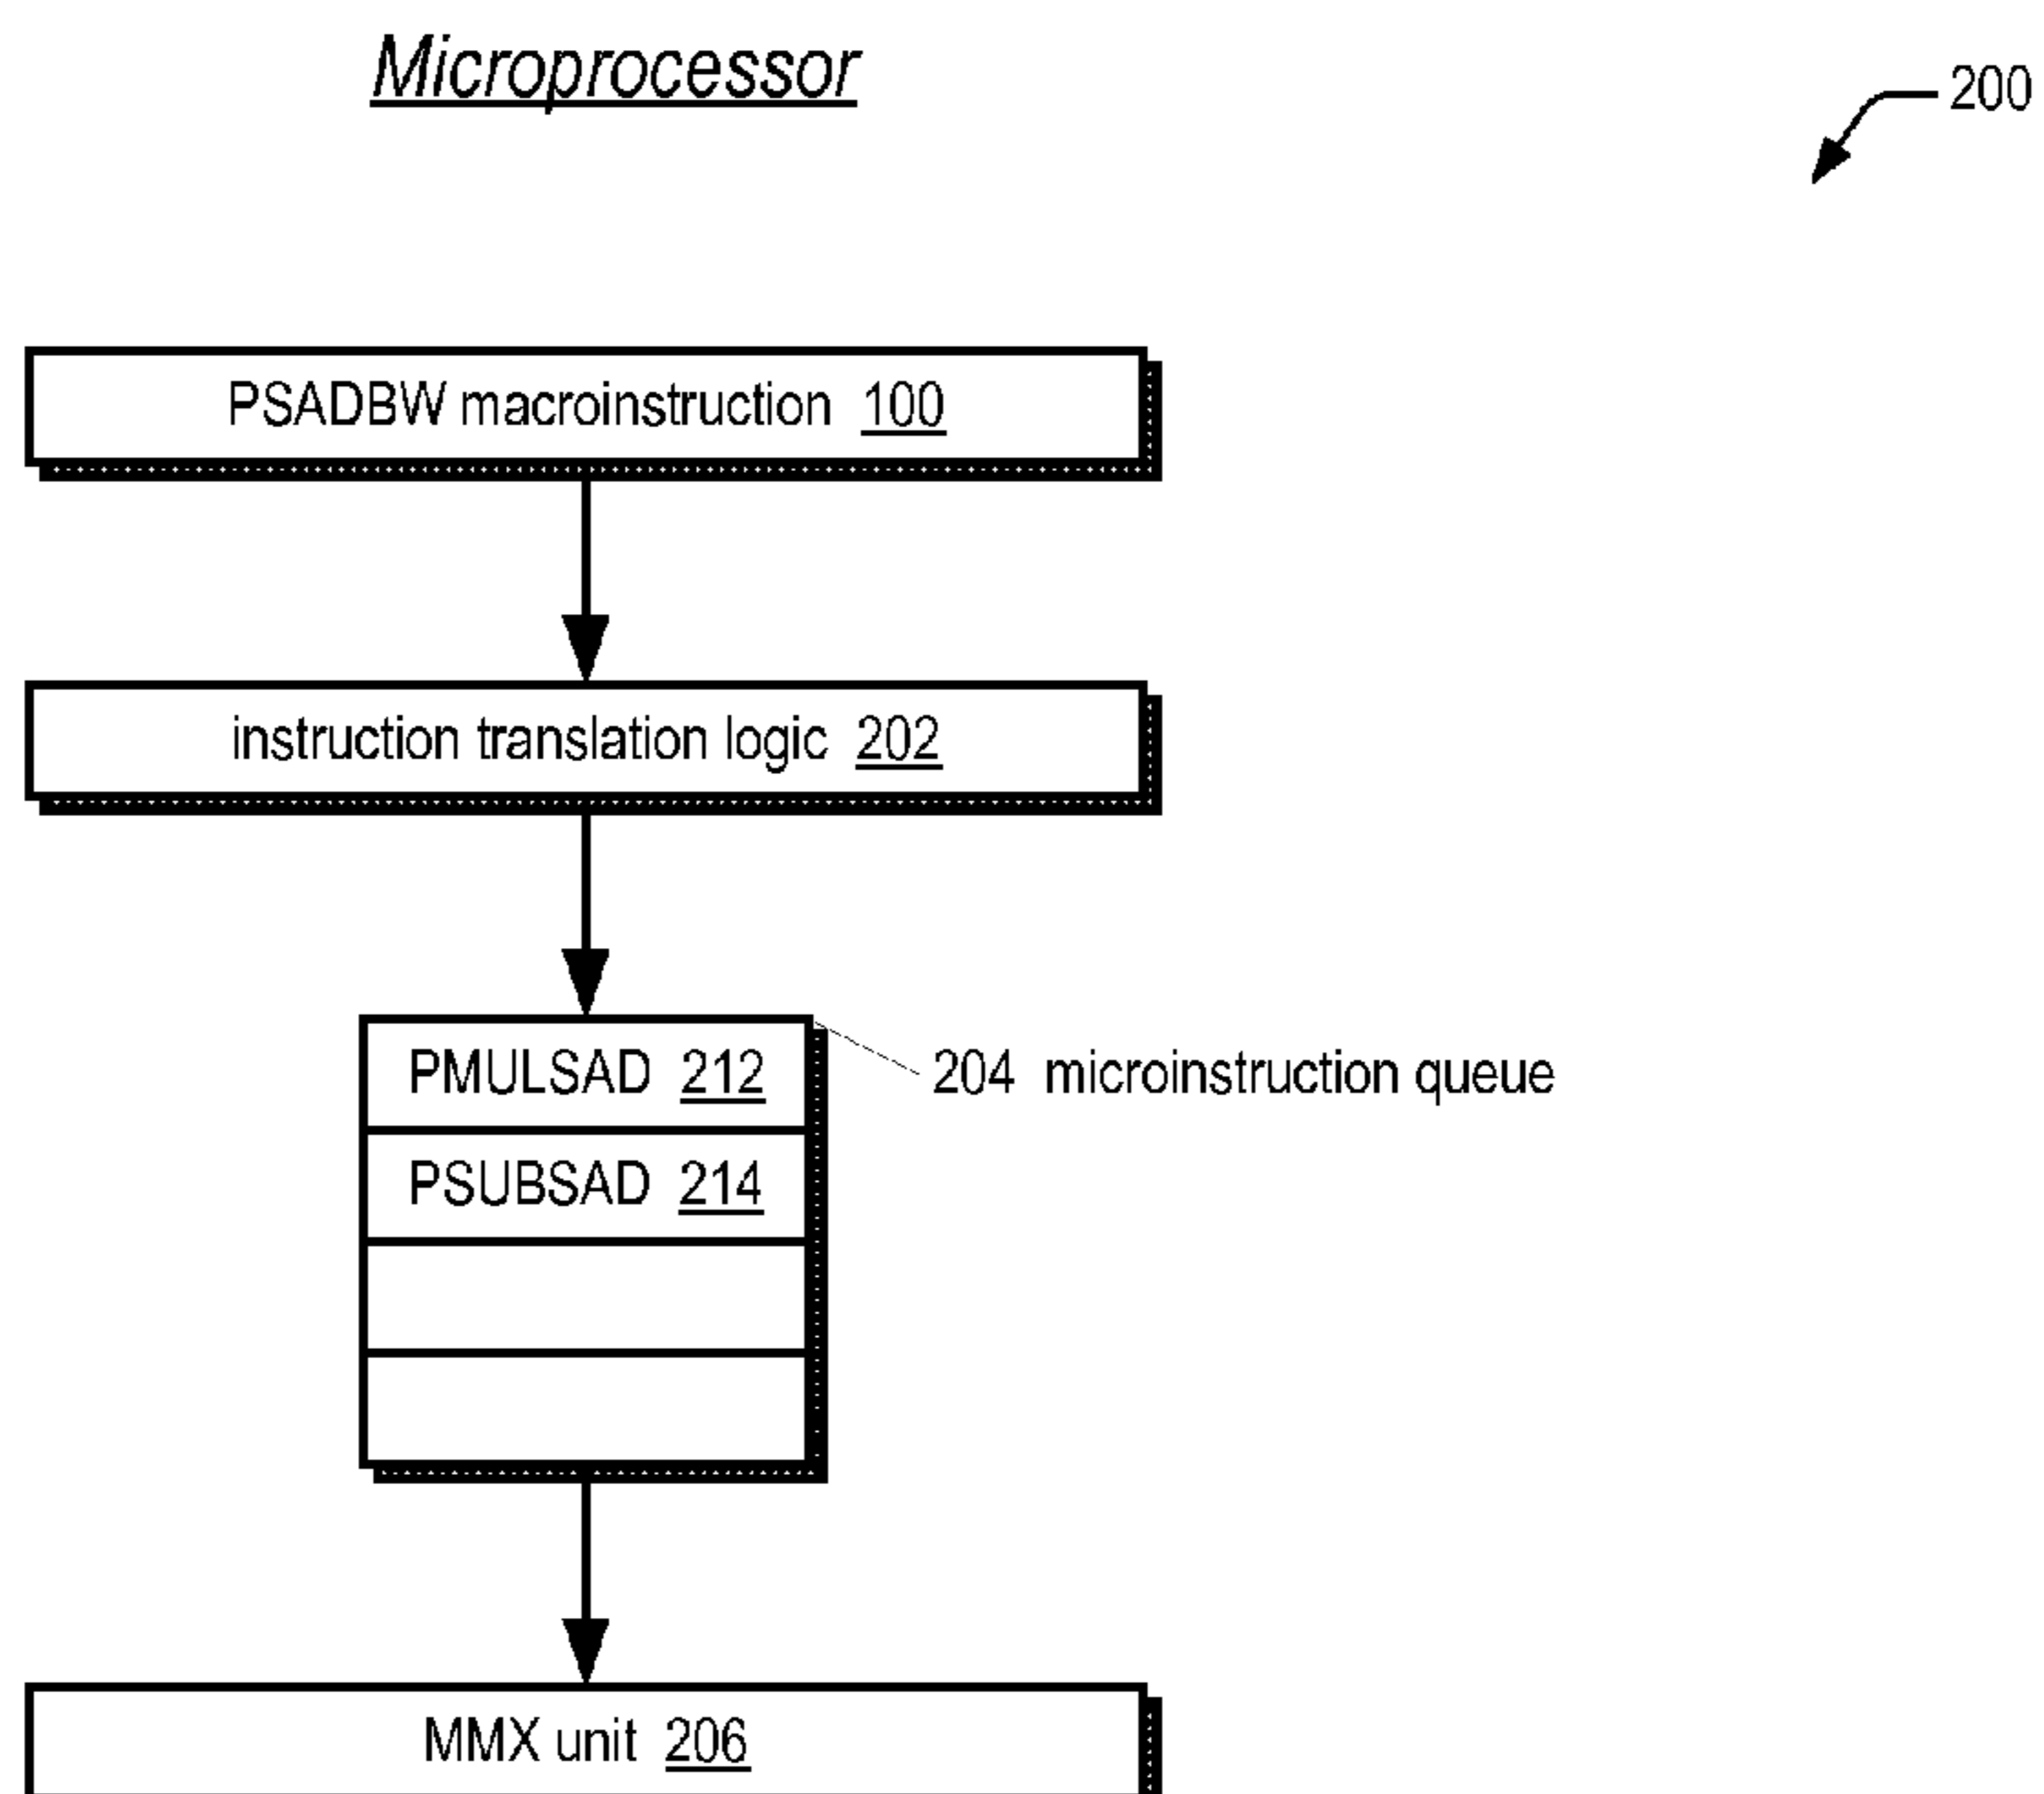 Microprocessor
200
PSADBW macroinstruction 100
instruction translation logic 202
PMULSAD 212
204 microinstruction queue
PSUBSAD 214
MMX unit 206